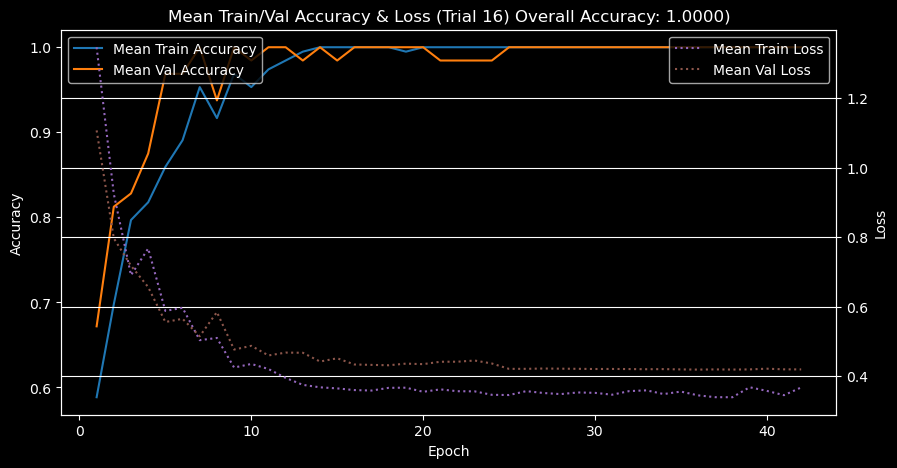 Mean Train/Val Accuracy & Loss (Trial 16) Overall Accuracy: 1.0000)
Mean Train Accuracy
Mean Val Accuracy
Mean Train Loss
Mean Val Loss
1.0
0.9
0.8
0.7
0.6
Accuracy
1.2
1.0
0.8
0.6
0.4
Loss
0
10
20
30
40
Epoch